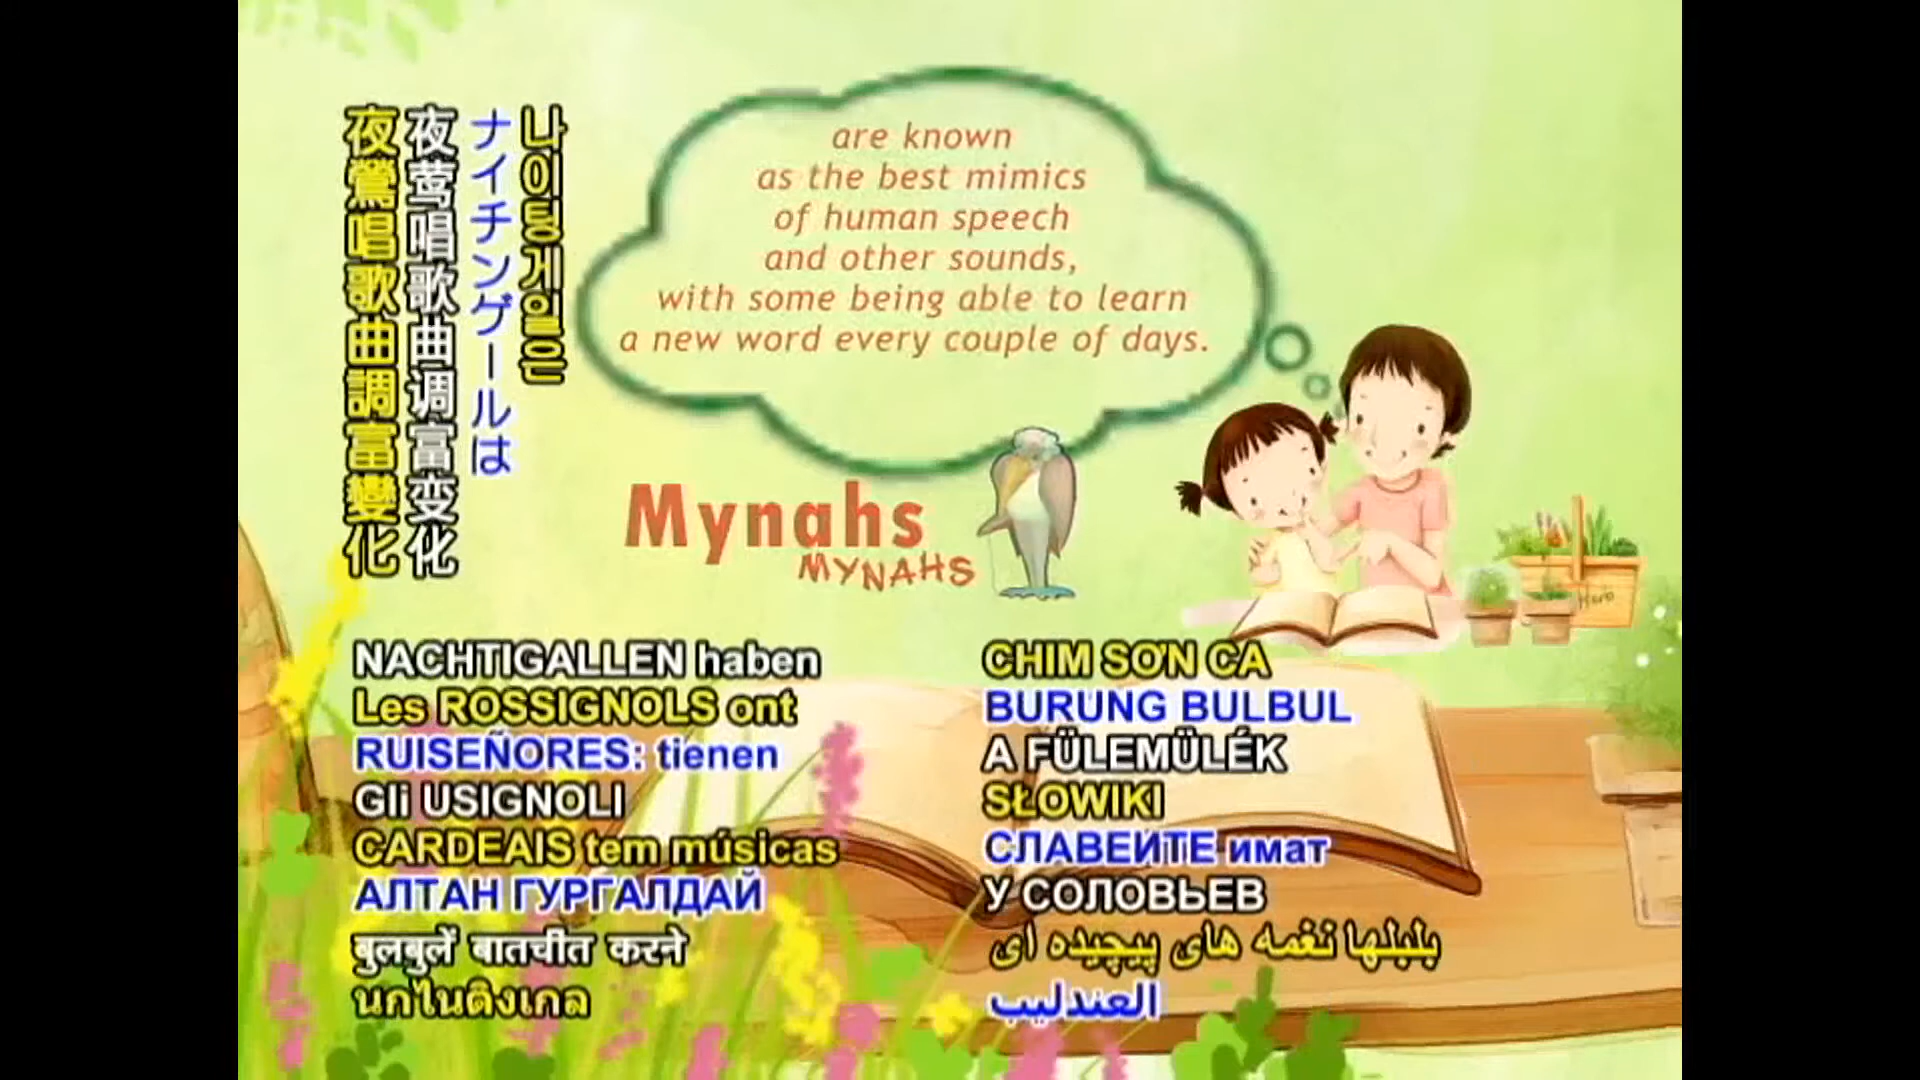 are known
as the best mimics
of human speech
and other sounds,
with some being able to learn
a new word every couple of days.
Mynahs
MYNAHS
나이팅게일은
ナイチンゲールは
夜莺唱歌曲调富变化
夜鶯唱歌曲調富變化
NACHTIGALLEN haben
Les ROSSIGNOLS ont
RUISEÑORES: tienen
Gli USIGNOLI
CARDEAIS tem músicas
АЛТАН ГУРГАЛДАЙ
बुलबुलें बातचीत करने
นกไนติงเกล
CHIM SƠN CA
BURUNG BULBUL
A FÜLEMÜLÉK
SŁOWIKI
СЛАВЕЙТЕ имат
У СОЛОВЬЕВ
بلبلها نغمه های پیچیده ای
العندليب